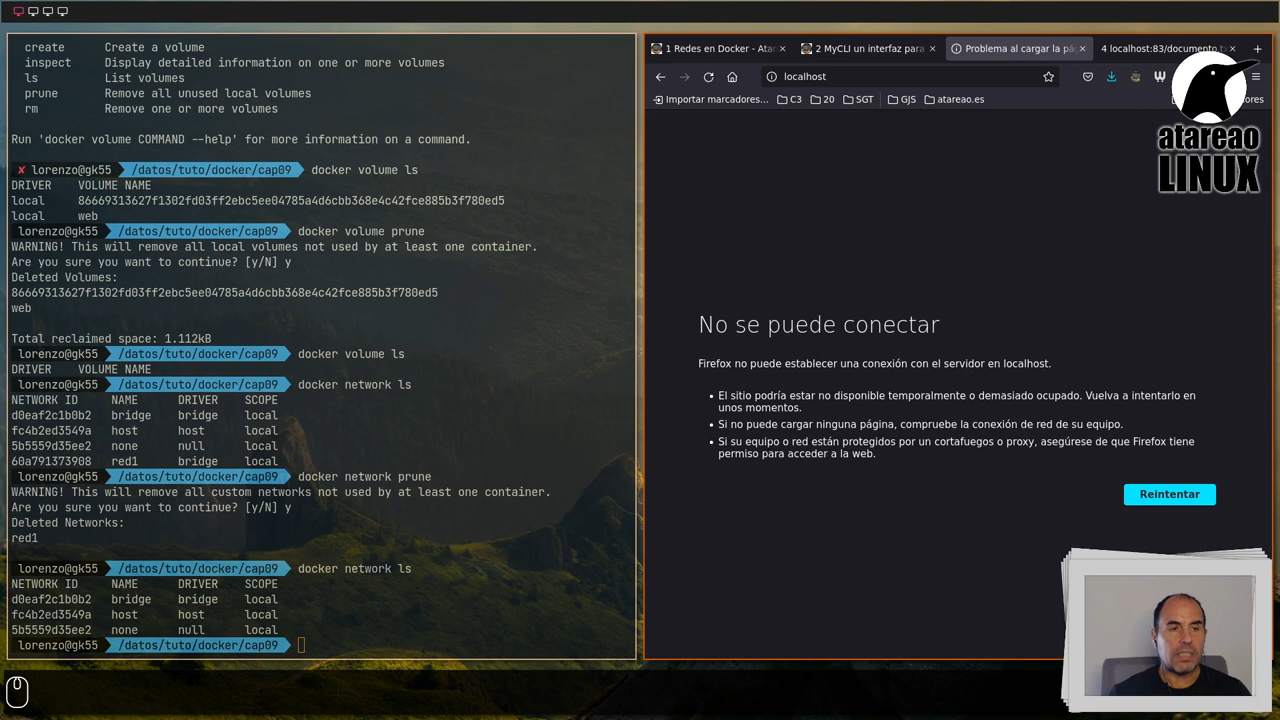 create Create a volume
inspect Display detailed information on one or more volumes
ls List volumes
prune Remove all unused local volumes
rm Remove one or more volumes
Run 'docker volume COMMAND --help' for more information on a command.
✘ lorenzo@gk55 /datos/tuto/docker/cap09 docker volume ls
DRIVER VOLUME NAME
local 86669313627f1302fd03ff2ebc5ee04785a4d6cbb368e4c42fce885b3f780ed5
local web
lorenzo@gk55 /datos/tuto/docker/cap09 docker volume prune
WARNING! This will remove all local volumes not used by at least one container.
Are you sure you want to continue? [y/N] y
Deleted Volumes:
86669313627f1302fd03ff2ebc5ee04785a4d6cbb368e4c42fce885b3f780ed5
web
Total reclaimed space: 1.112kB
lorenzo@gk55 /datos/tuto/docker/cap09 docker volume ls
DRIVER VOLUME NAME
lorenzo@gk55 /datos/tuto/docker/cap09 docker network ls
NETWORK ID NAME DRIVER SCOPE
d0eaf2c1b0b2 bridge bridge local
fc4b2ed3549a host host local
5b5559d35ee2 none null local
60a791373908 red1 bridge local
lorenzo@gk55 /datos/tuto/docker/cap09 docker network prune
WARNING! This will remove all custom networks not used by at least one container.
Are you sure you want to continue? [y/N] y
Deleted Networks:
red1
lorenzo@gk55 /datos/tuto/docker/cap09 docker network ls
NETWORK ID NAME DRIVER SCOPE
d0eaf2c1b0b2 bridge bridge local
fc4b2ed3549a host host local
5b5559d35ee2 none null local
lorenzo@gk55 /datos/tuto/docker/cap09
1 Redes en Docker - Atar
2 MyCLI un interfaz para
Problema al cargar la pá
4 localhost:83/documento.
localhost
Importar marcadores... C3 20 SGT GJS atareao.es
atareao
LINUX
No se puede conectar
Firefox no puede establecer una conexión con el servidor en localhost.
• El sitio podría estar no disponible temporalmente o demasiado ocupado. Vuelva a intentarlo en
unos momentos.
• Si no puede cargar ninguna página, compruebe la conexión de red de su equipo.
• Si su equipo o red están protegidos por un cortafuegos o proxy, asegúrese de que Firefox tiene
permiso para acceder a la web.
Reintentar